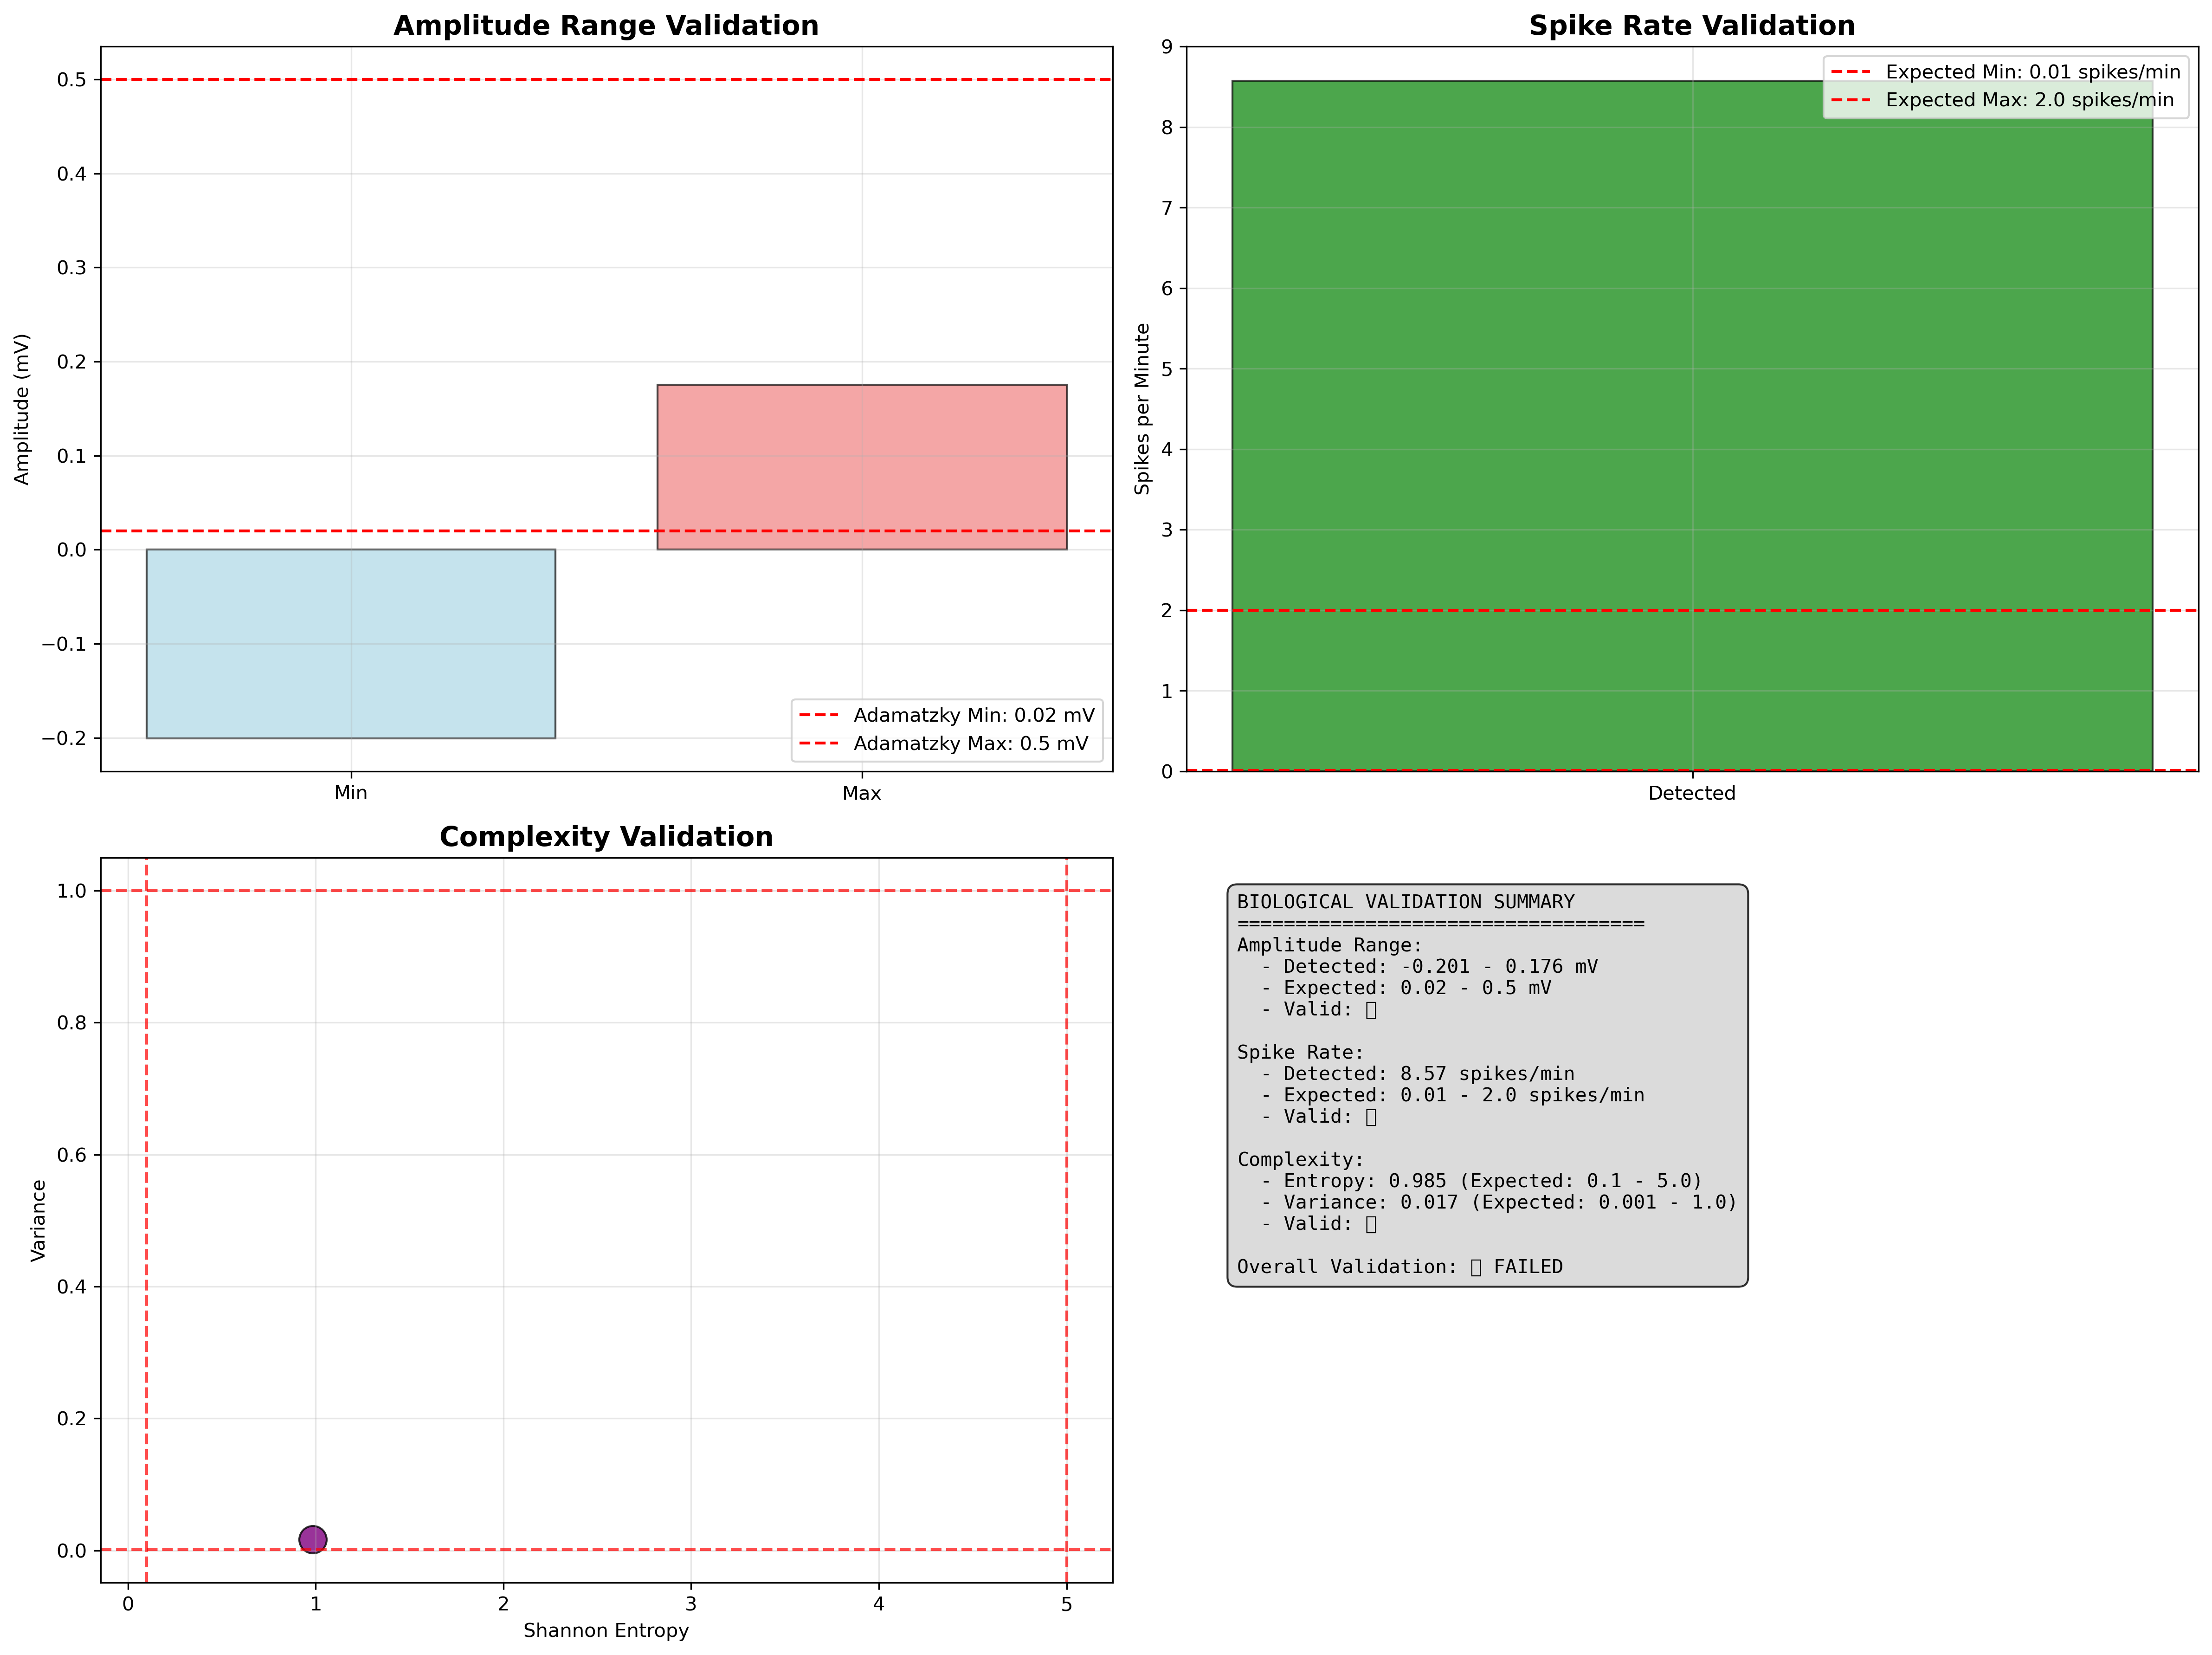 Amplitude Range Validation
Amplitude (mV)
0.5
0.4
0.3
0.2
0.1
0.0
−0.1
−0.2
Min
Max
Adamatzky Min: 0.02 mV
Adamatzky Max: 0.5 mV
Spike Rate Validation
Spikes per Minute
9
8
7
6
5
4
3
2
1
0
Detected
Expected Min: 0.01 spikes/min
Expected Max: 2.0 spikes/min
Complexity Validation
Variance
1.0
0.8
0.6
0.4
0.2
0.0
0
1
2
3
4
5
Shannon Entropy
BIOLOGICAL VALIDATION SUMMARY
===================================
Amplitude Range:
- Detected: -0.201 - 0.176 mV
- Expected: 0.02 - 0.5 mV
- Valid: ▯
Spike Rate:
- Detected: 8.57 spikes/min
- Expected: 0.01 - 2.0 spikes/min
- Valid: ▯
Complexity:
- Entropy: 0.985 (Expected: 0.1 - 5.0)
- Variance: 0.017 (Expected: 0.001 - 1.0)
- Valid: ▯
Overall Validation: ▯ FAILED